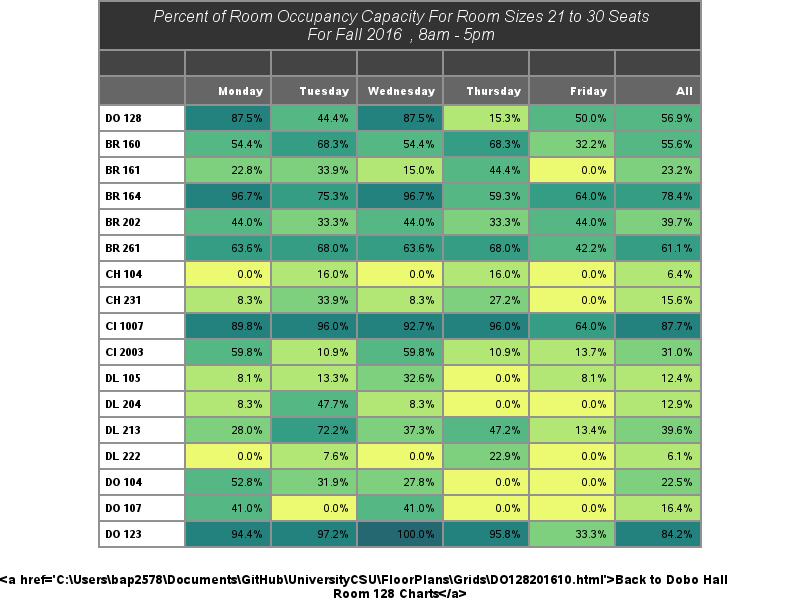 Percent of Room Occupancy Capacity For Room Sizes 21 to 30 Seats
For Fall 2016 , 8am - 5pm
Monday Tuesday Wednesday Thursday Friday All
DO 128 87.5% 44.4% 87.5% 15.3% 50.0% 56.9%
BR 160 54.4% 68.3% 54.4% 68.3% 32.2% 55.6%
BR 161 22.8% 33.9% 15.0% 44.4% 0.0% 23.2%
BR 164 96.7% 75.3% 96.7% 59.3% 64.0% 78.4%
BR 202 44.0% 33.3% 44.0% 33.3% 44.0% 39.7%
BR 261 63.6% 68.0% 63.6% 68.0% 42.2% 61.1%
CH 104 0.0% 16.0% 0.0% 16.0% 0.0% 6.4%
CH 231 8.3% 33.9% 8.3% 27.2% 0.0% 15.6%
CI 1007 89.8% 96.0% 92.7% 96.0% 64.0% 87.7%
CI 2003 59.8% 10.9% 59.8% 10.9% 13.7% 31.0%
DL 105 8.1% 13.3% 32.6% 0.0% 8.1% 12.4%
DL 204 8.3% 47.7% 8.3% 0.0% 0.0% 12.9%
DL 213 28.0% 72.2% 37.3% 47.2% 13.4% 39.6%
DL 222 0.0% 7.6% 0.0% 22.9% 0.0% 6.1%
DO 104 52.8% 31.9% 27.8% 0.0% 0.0% 22.5%
DO 107 41.0% 0.0% 41.0% 0.0% 0.0% 16.4%
DO 123 94.4% 97.2% 100.0% 95.8% 33.3% 84.2%
<a href='C:\Users\bap2578\Documents\GitHub\UniversityCSU\FloorPlans\Grids\DO128201610.html'>Back to Dobo Hall
Room 128 Charts</a>